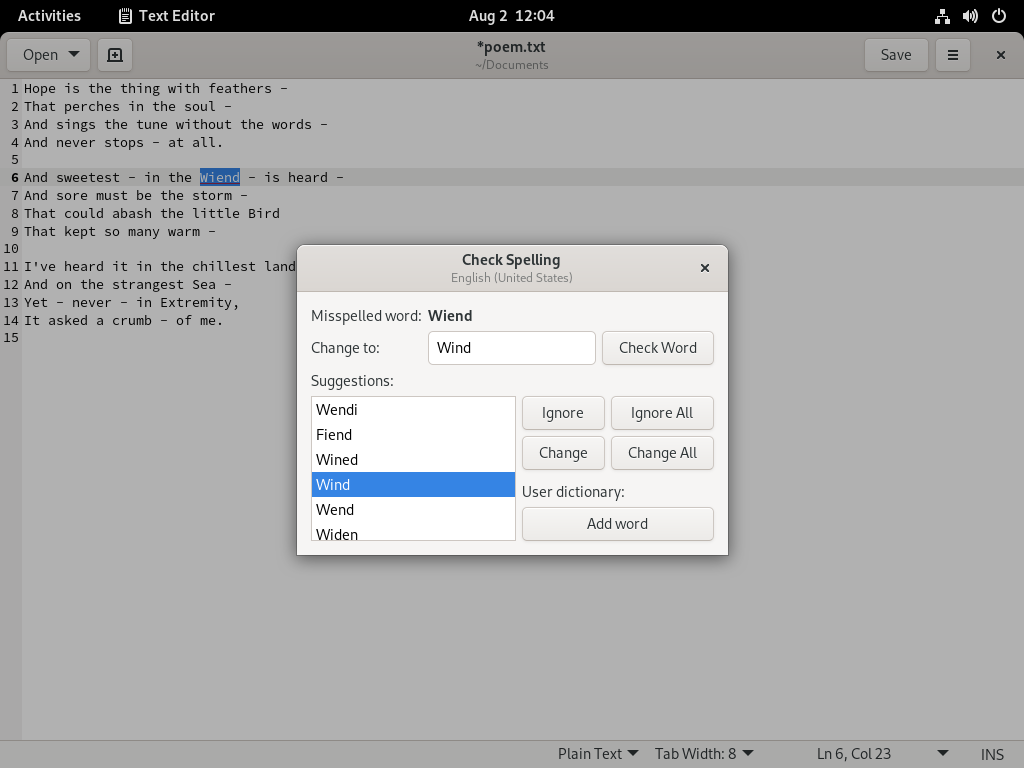 Activities Text Editor Aug 2 12:04
Open *poem.txt Save
~/Documents
1 Hope is the thing with feathers –
2 That perches in the soul –
3 And sings the tune without the words –
4 And never stops – at all.
5
6 And sweetest – in the Wiend – is heard –
7 And sore must be the storm –
8 That could abash the little Bird
9 That kept so many warm –
10
11 I've heard it in the chillest land
12 And on the strangest Sea –
13 Yet – never – in Extremity,
14 It asked a crumb – of me.
15
Check Spelling
English (United States)
Misspelled word: Wiend
Change to: Wind Check Word
Suggestions:
Wendi
Fiend
Wined
Wind
Wend
Widen
Ignore Ignore All
Change Change All
User dictionary:
Add word
Plain Text Tab Width: 8 Ln 6, Col 23 INS